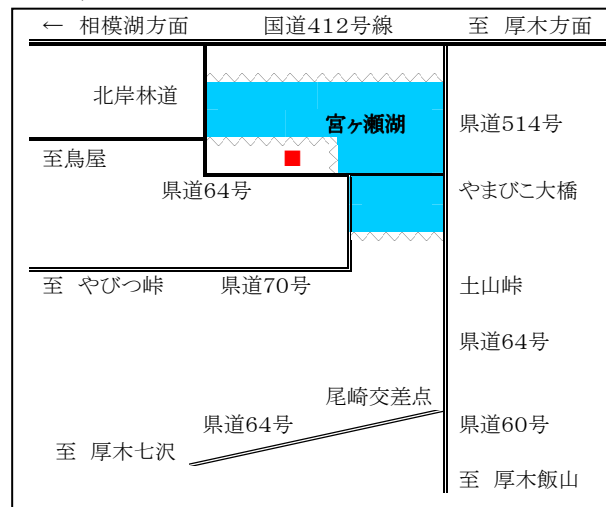 ← 相模湖方面 国道412号線 至 厚木方面
北岸林道
宮ヶ瀬湖 県道514号
至鳥屋
県道64号 やまびこ大橋
至 やびつ峠 県道70号 土山峠
県道64号
尾崎交差点
県道64号 県道60号
至 厚木七沢
至 厚木飯山